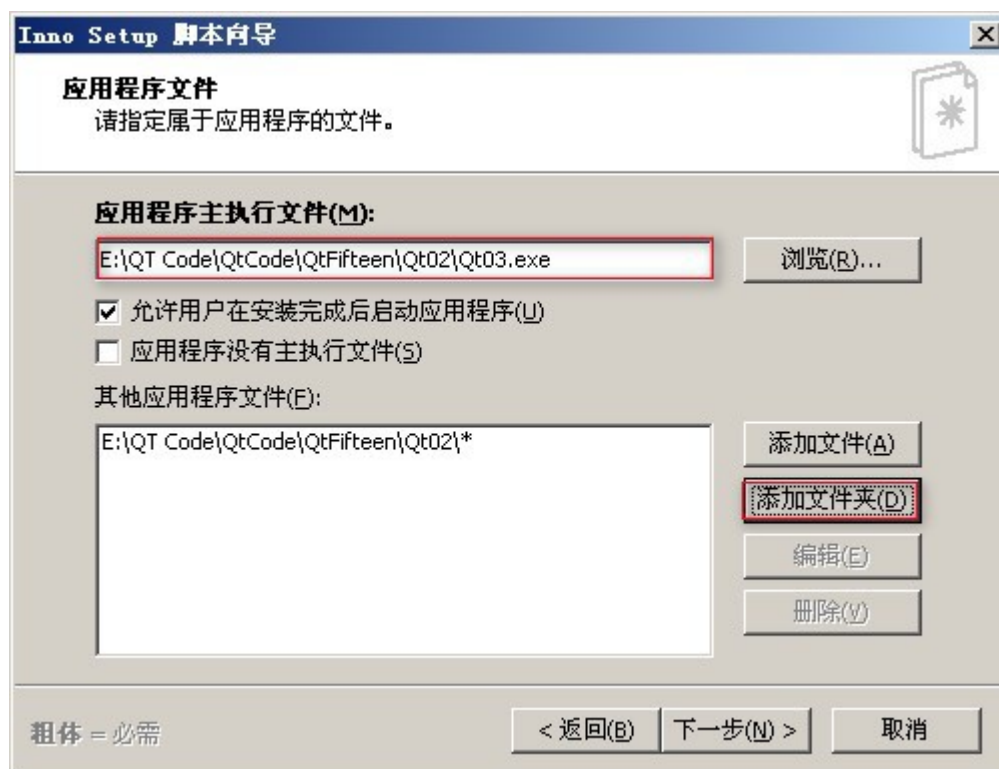 Inno Setup 脚本向导
应用程序文件
请指定属于应用程序的文件。
应用程序主执行文件(M):
E:\QT Code\QtCode\QtFifteen\Qt02\Qt03.exe
浏览(R)...
允许用户在安装完成后启动应用程序(U)
应用程序没有主执行文件(S)
其他应用程序文件(F):
E:\QT Code\QtCode\QtFifteen\Qt02\*
添加文件(A)
添加文件夹(D)
编辑(E)
删除(V)
粗体 = 必需
< 返回(B)
下一步(N) >
取消